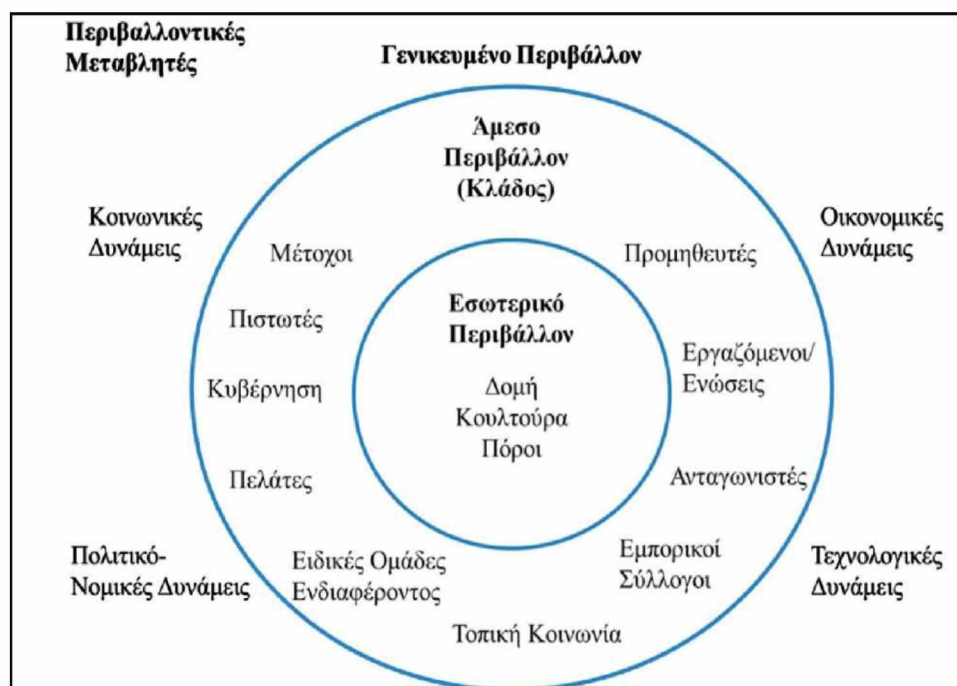 Περιβαλλοντικές
Μεταβλητές
Γενικευμένο Περιβάλλον
Άμεσο
Περιβάλλον
(Κλάδος)
Κοινωνικές
Δυνάμεις
Οικονομικές
Δυνάμεις
Μέτοχοι
Προμηθευτές
Πιστωτές
Εσωτερικό
Περιβάλλον
Εργαζόμενοι/
Ενώσεις
Κυβέρνηση
Δομή
Κουλτούρα
Πόροι
Πελάτες
Ανταγωνιστές
Πολιτικό-
Νομικές Δυνάμεις
Ειδικές Ομάδες
Ενδιαφέροντος
Εμπορικοί
Σύλλογοι
Τεχνολογικές
Δυνάμεις
Τοπική Κοινωνία